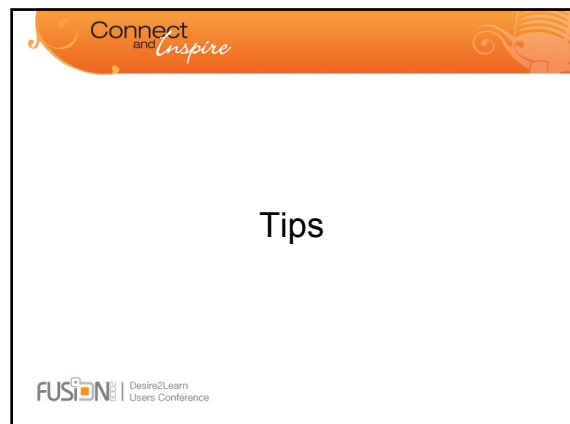 Connect
and Inspire
Tips
FUSION
Desire2Learn
Users Conference